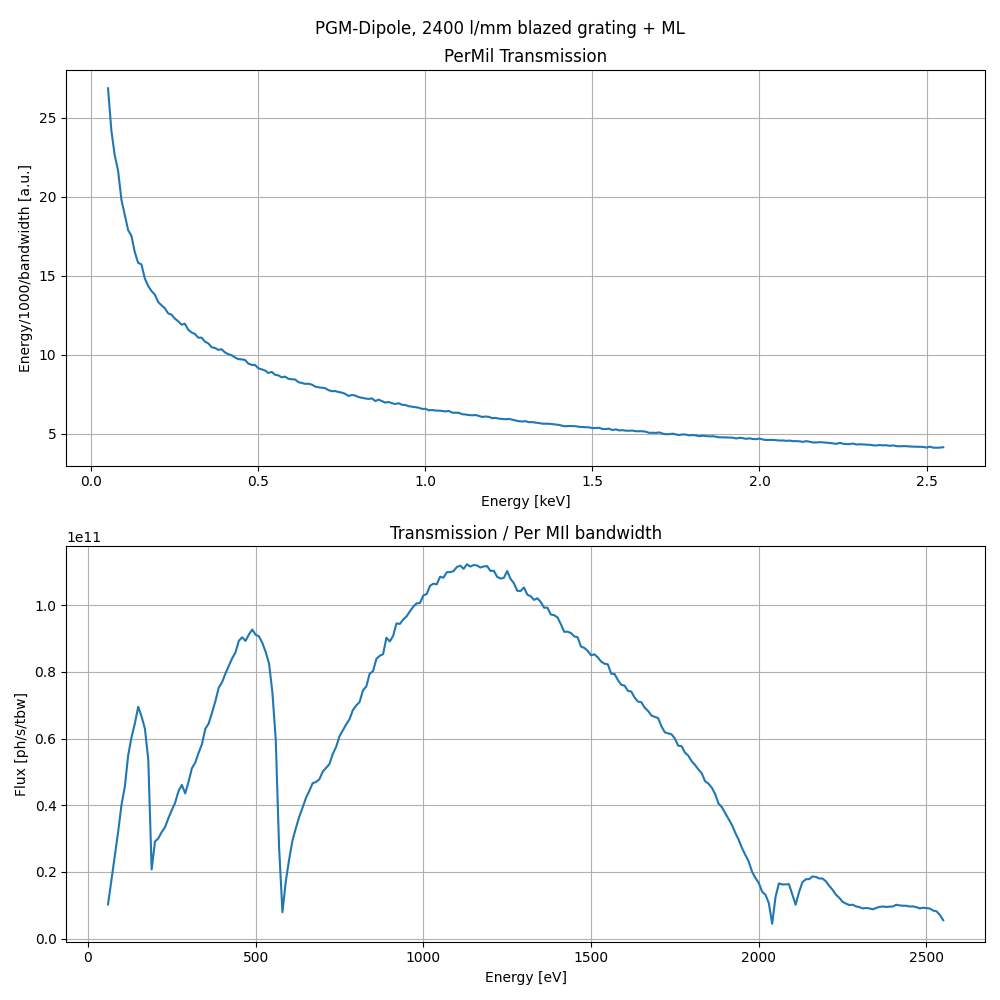 PGM-Dipole, 2400 l/mm blazed grating + ML
PerMil Transmission
Energy/1000/bandwidth [a.u.]
25
20
15
10
5
0.0 0.5 1.0 1.5 2.0 2.5
Energy [keV]
Transmission / Per MIl bandwidth
1e11
Flux [ph/s/tbw]
1.0
0.8
0.6
0.4
0.2
0.0
0 500 1000 1500 2000 2500
Energy [eV]